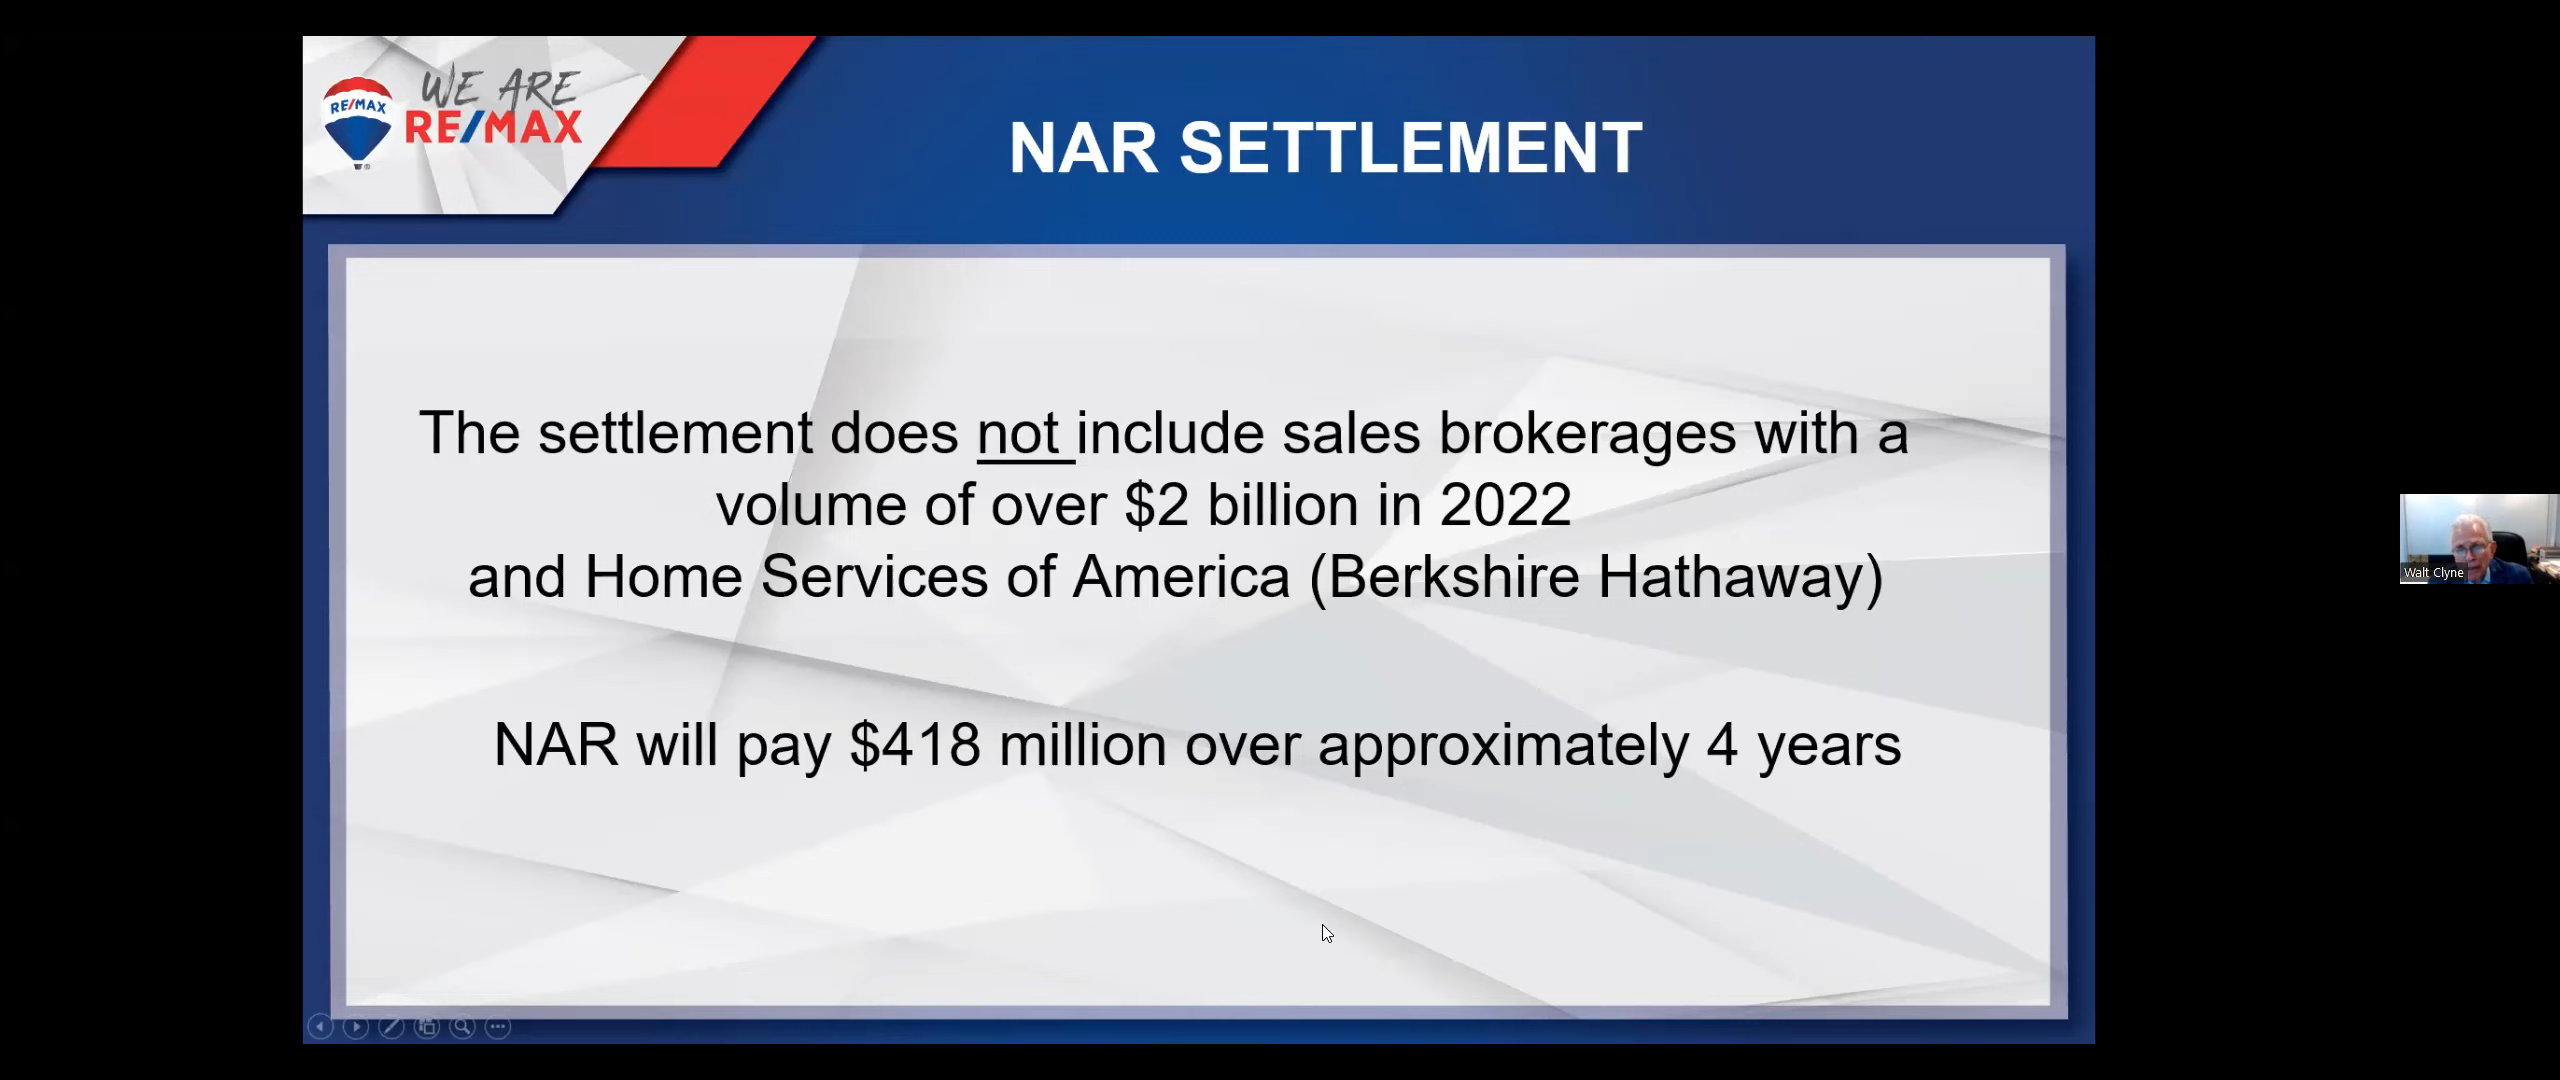 WE ARE
RE/MAX
RE/MAX
NAR SETTLEMENT
The settlement does not include sales brokerages with a
volume of over $2 billion in 2022
and Home Services of America (Berkshire Hathaway)
NAR will pay $418 million over approximately 4 years
Walt Clyne